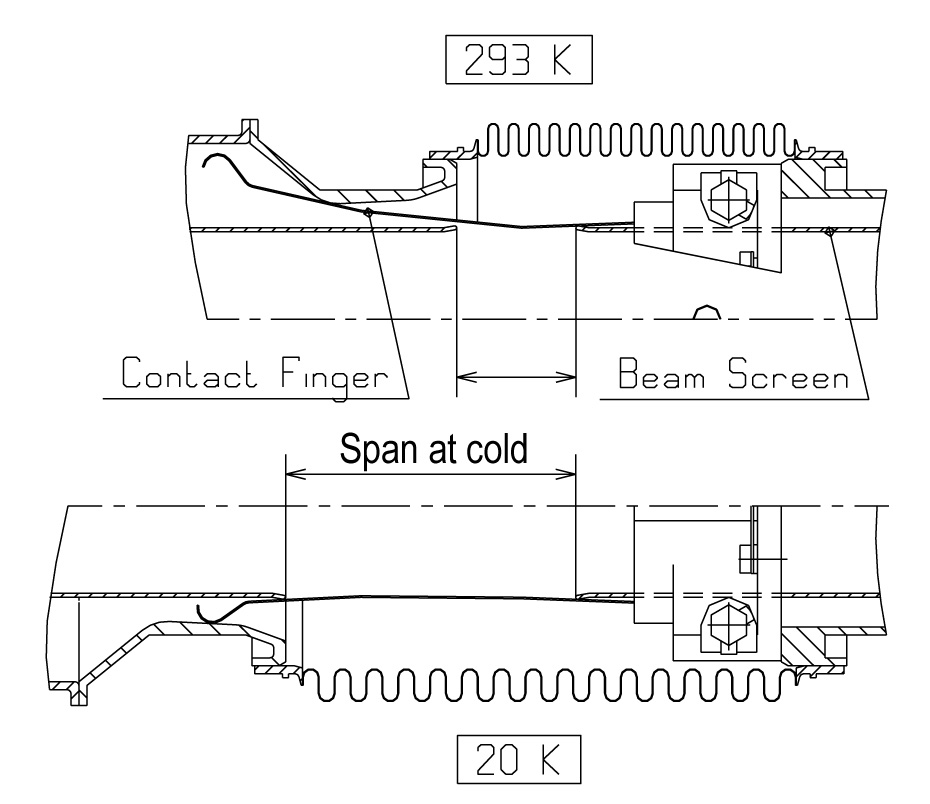 293 K
Contact Finger
Beam Screen
Span at cold
20 K